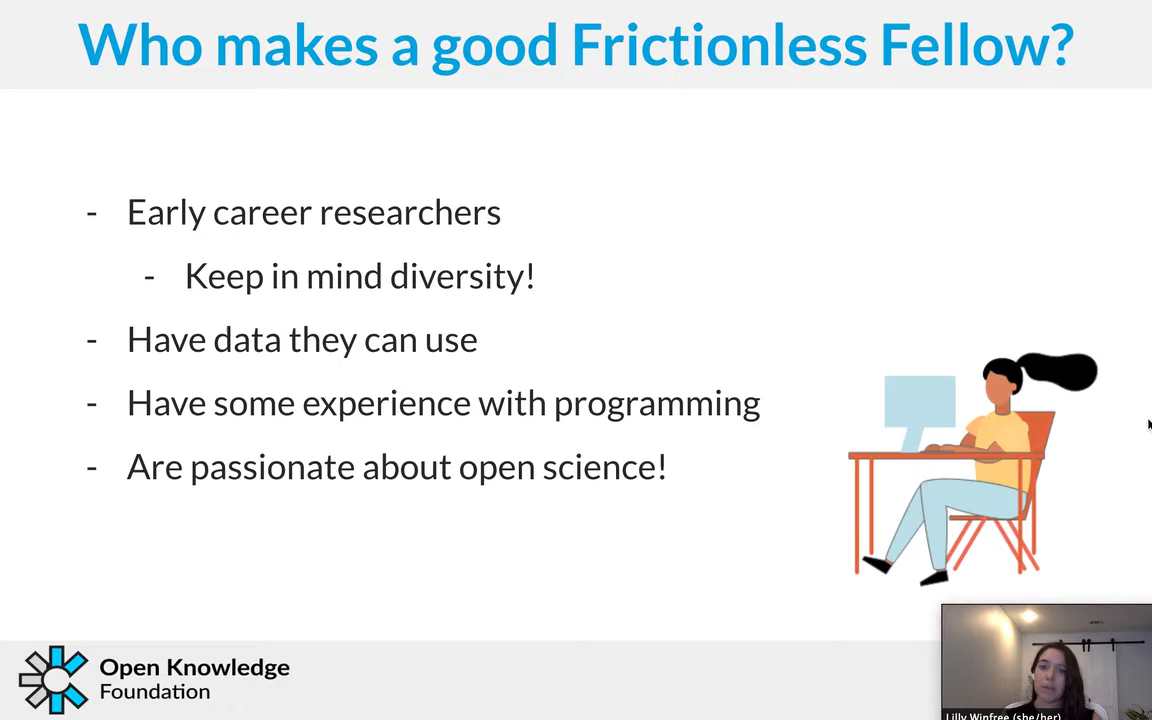 Who makes a good Frictionless Fellow?
- Early career researchers
- Keep in mind diversity!
- Have data they can use
- Have some experience with programming
- Are passionate about open science!
Open Knowledge
Foundation
Lilly Winfree (she/her)